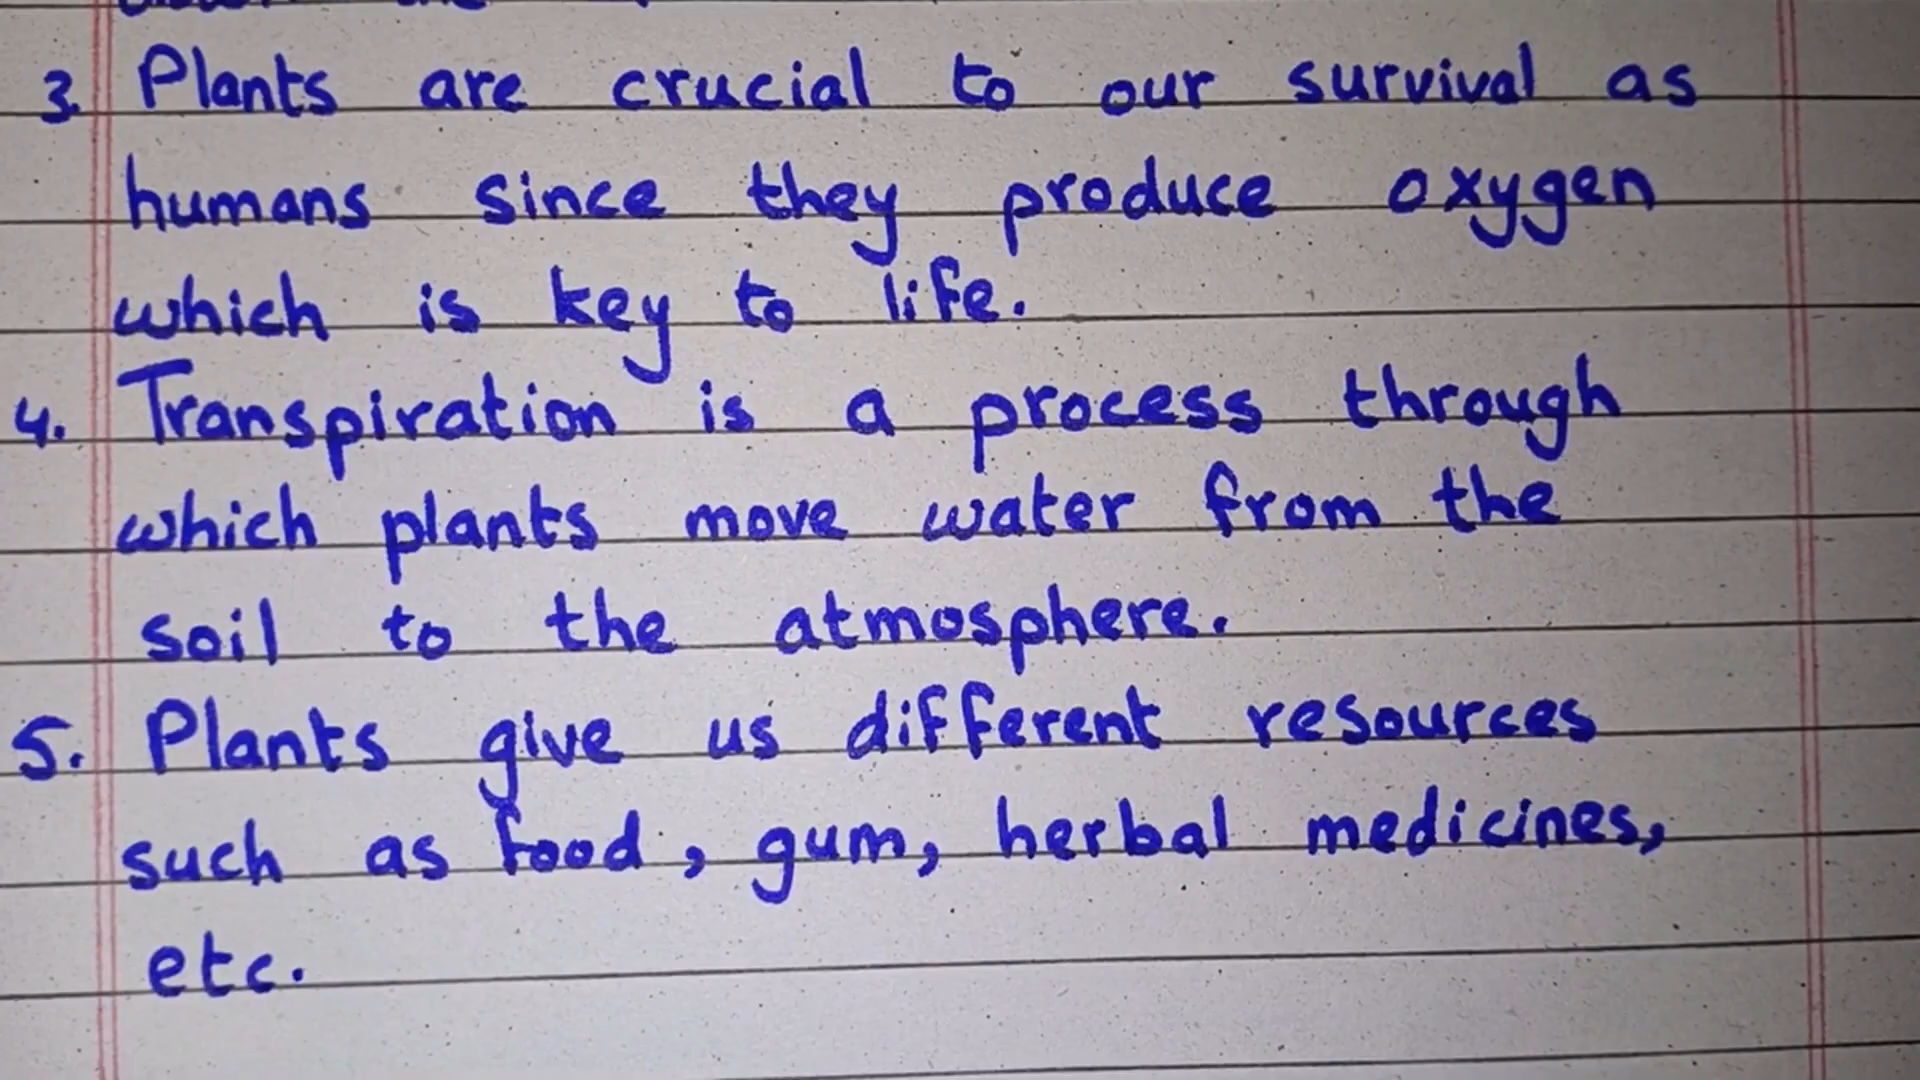 3. Plants are crucial to our survival as
humans since they produce oxygen
which is key to life.
4. Transpiration is a process through
which plants move water from the
soil to the atmosphere.
5. Plants give us different resources
such as food, gum, herbal medicines,
etc.